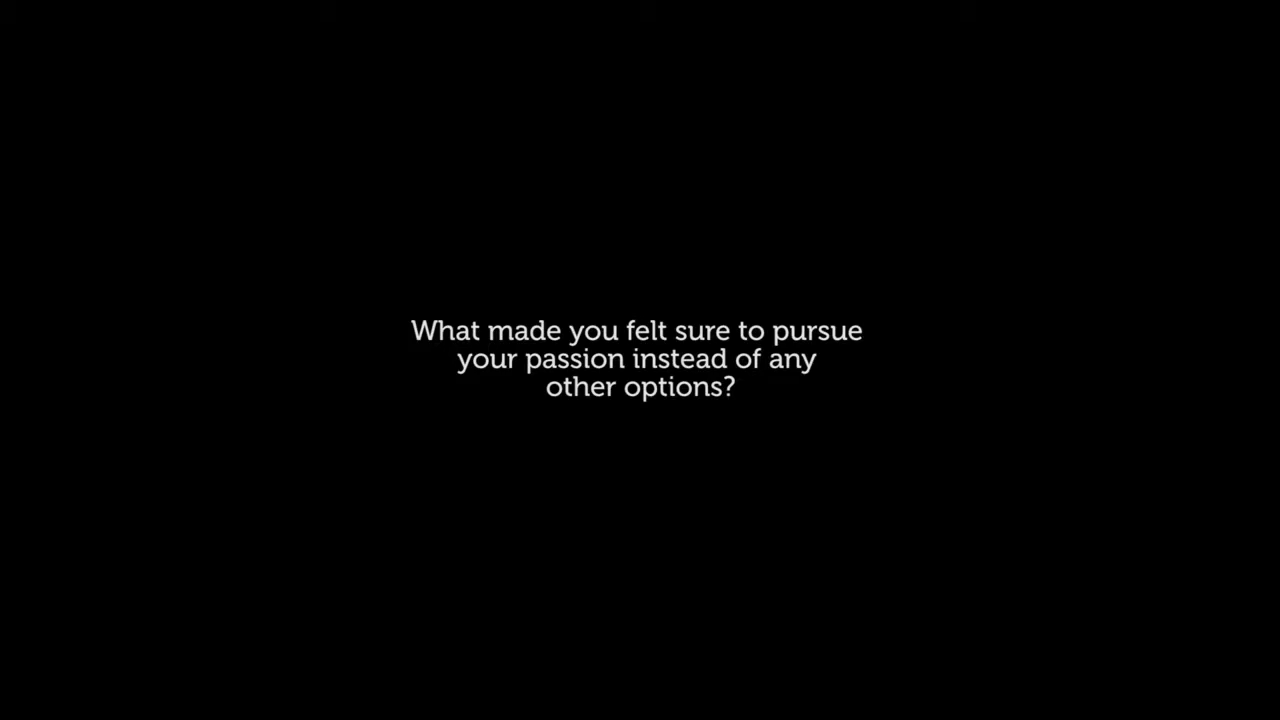 What made you felt sure to pursue
your passion instead of any
other options?